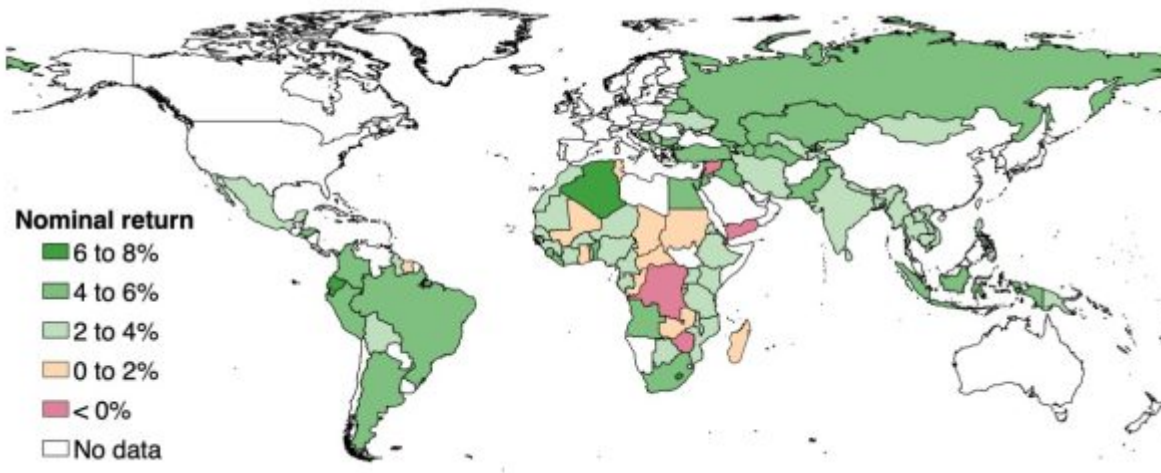 Nominal return
6 to 8%
4 to 6%
2 to 4%
0 to 2%
< 0%
No data